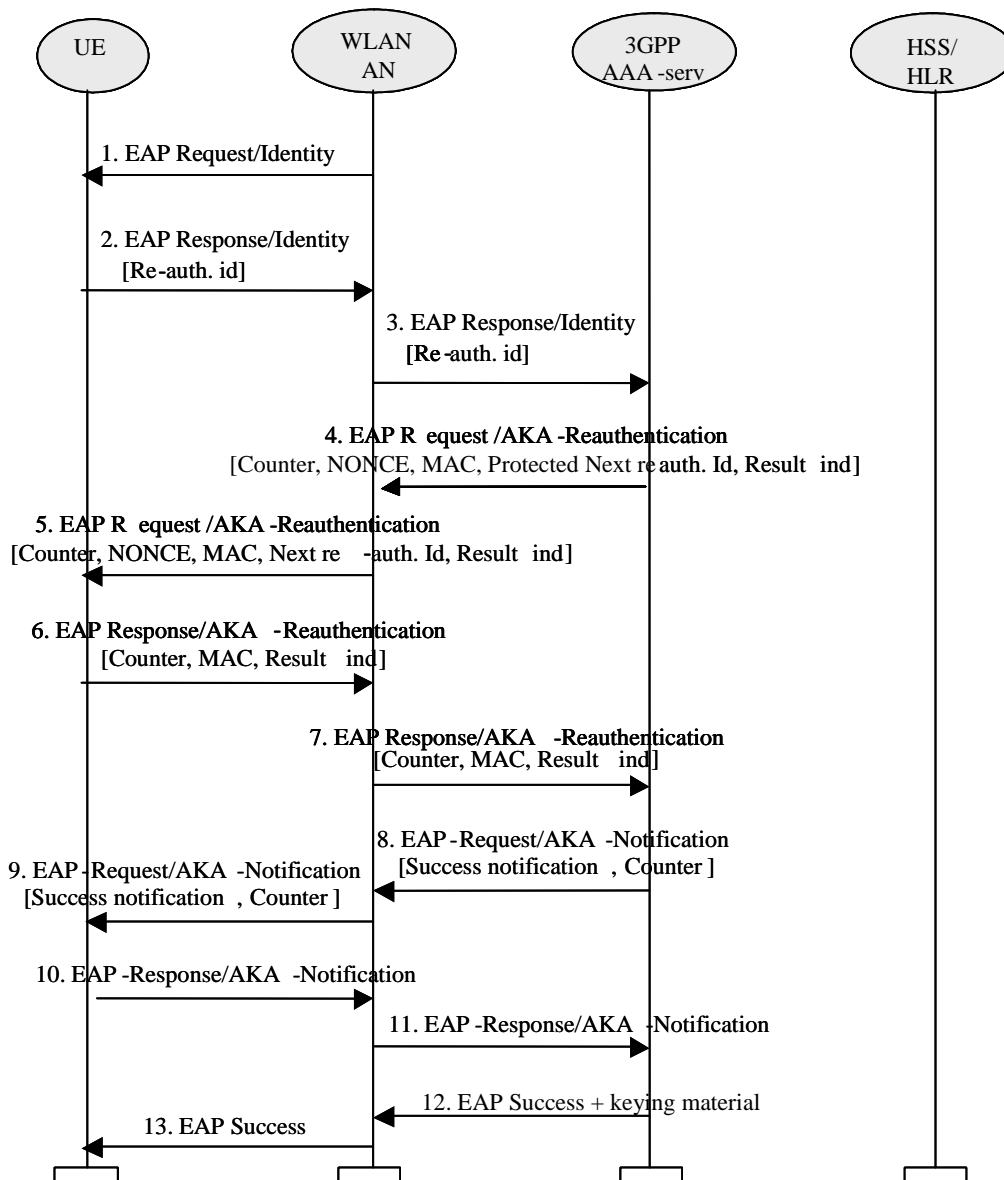 UE
WLAN
AN
3GPP
AAA -serv
HSS/
HLR
1. EAP Request/Identity
2. EAP Response/Identity
[Re-auth. id]
3. EAP Response/Identity
[Re-auth. id]
4. EAP R equest /AKA -Reauthentication
[Counter, NONCE, MAC, Protected Next re auth. Id, Result ind]
5. EAP R equest /AKA -Reauthentication
[Counter, NONCE, MAC, Next re -auth. Id, Result ind]
6. EAP Response/AKA -Reauthentication
[Counter, MAC, Result ind]
7. EAP Response/AKA -Reauthentication
[Counter, MAC, Result ind]
8. EAP -Request/AKA -Notification
[Success notification , Counter ]
9. EAP -Request/AKA -Notification
[Success notification , Counter ]
10. EAP -Response/AKA -Notification
11. EAP -Response/AKA -Notification
12. EAP Success + keying material
13. EAP Success